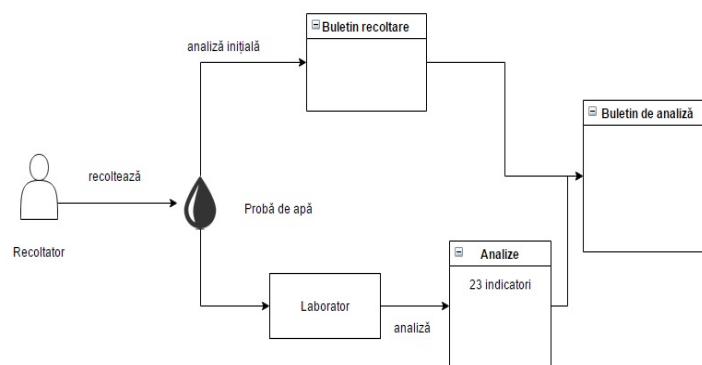 Buletin recoltare
analiză inițială
Buletin de analiză
recoltează
Probă de apă
Recoltator
Analize
23 indicatori
Laborator
analiză